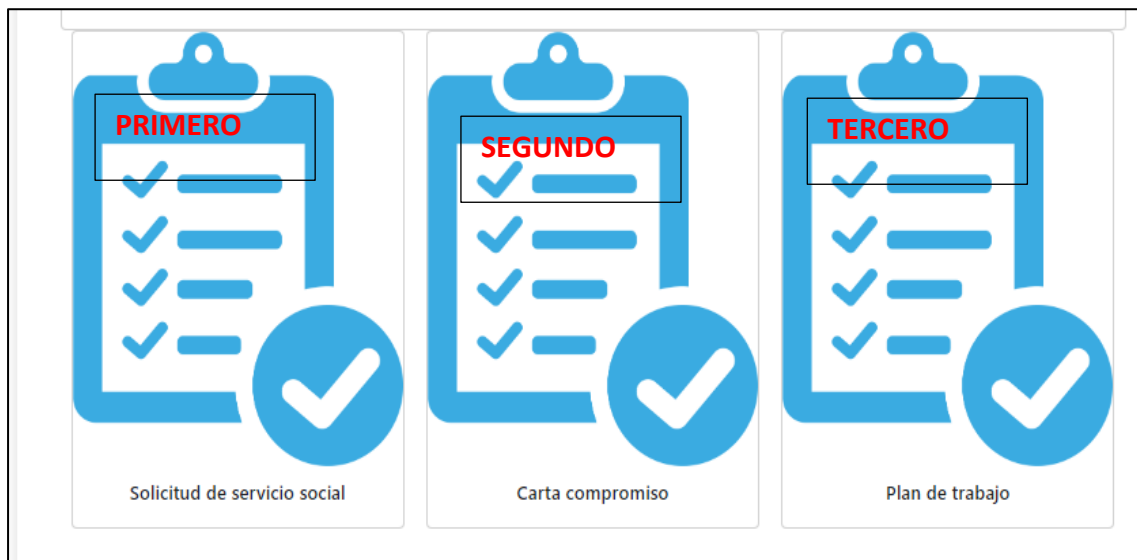 PRIMERO
SEGUNDO
TERCERO
Solicitud de servicio social
Carta compromiso
Plan de trabajo